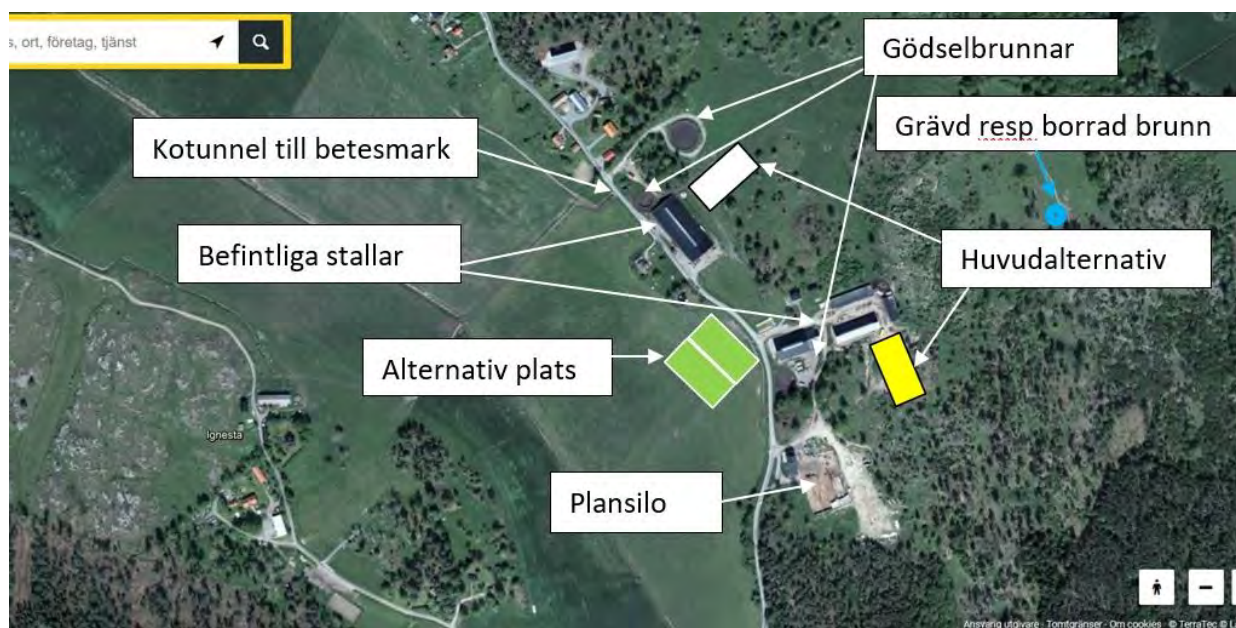 s, ort, företag, tjänst
Gödselbrunnar
Grävd resp borrad brunn
Kotunnel till betesmark
Befintliga stallar
Huvudalternativ
Alternativ plats
Ignesta
Plansilo
Ansvarig utgivare · Tomtgränser · Om cookies · © TerraTec © L